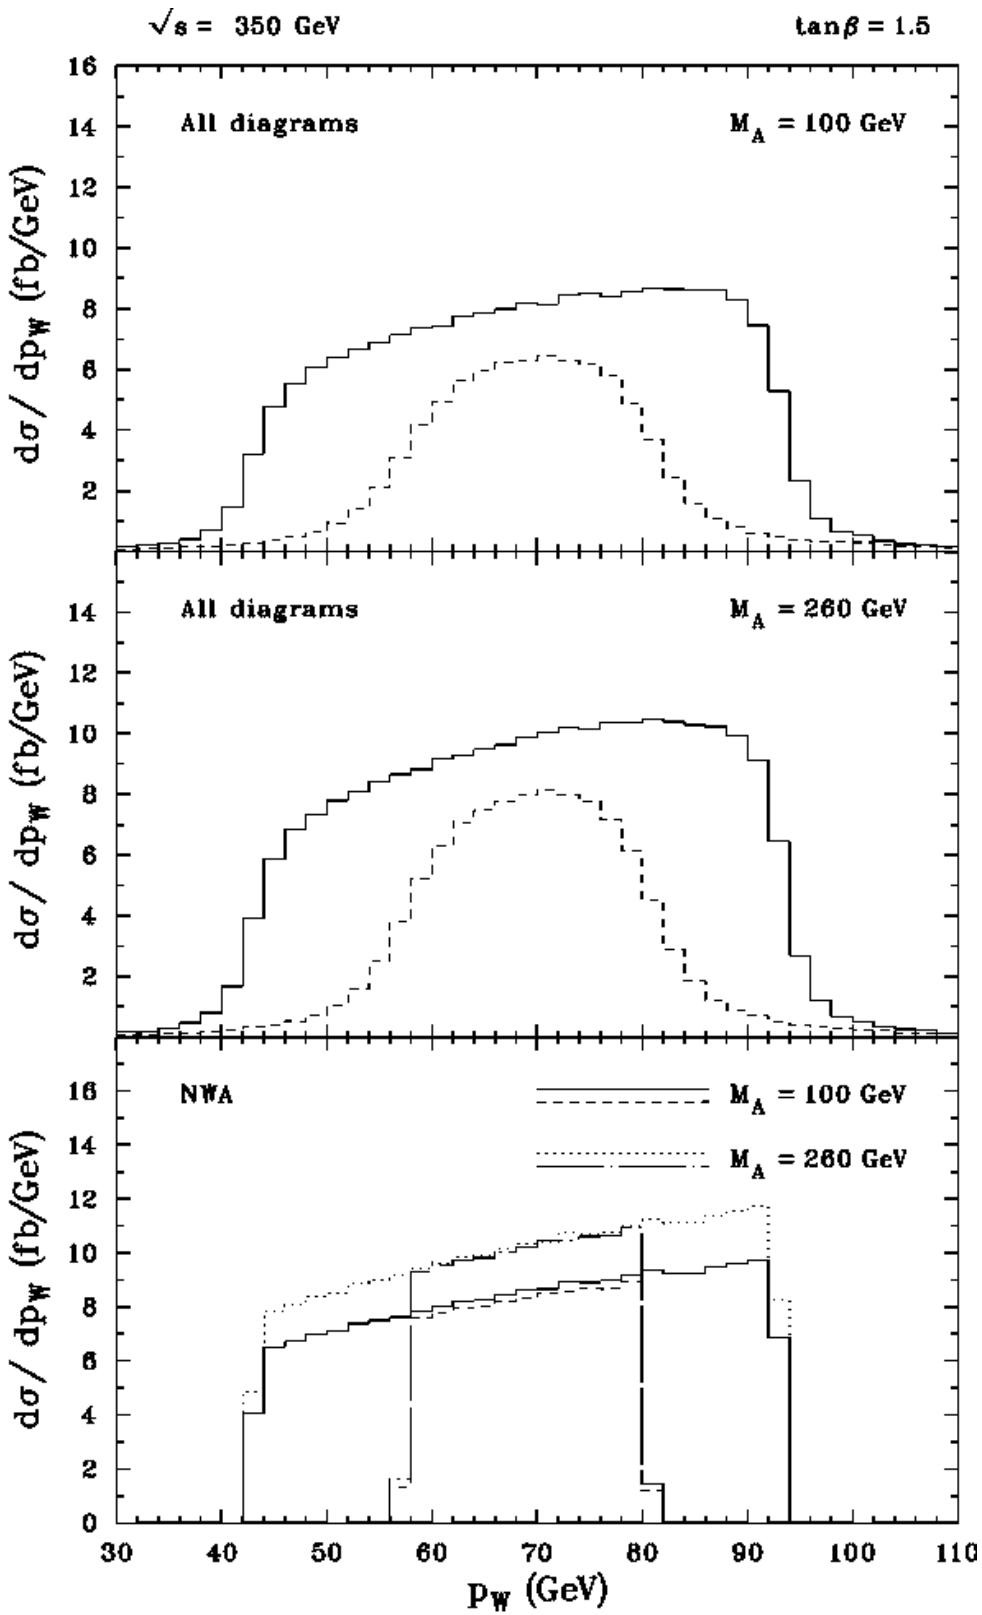 √s = 350 GeV tanβ = 1.5
16
All diagrams M_A = 100 GeV
14
12
10
8
6
4
2
dσ/ dp_W (fb/GeV)
All diagrams M_A = 260 GeV
14
12
10
8
6
4
2
dσ/ dp_W (fb/GeV)
NWA M_A = 100 GeV
M_A = 260 GeV
16
14
12
10
8
6
4
2
0
dσ/ dp_W (fb/GeV)
30 40 50 60 70 80 90 100 110
p_W (GeV)